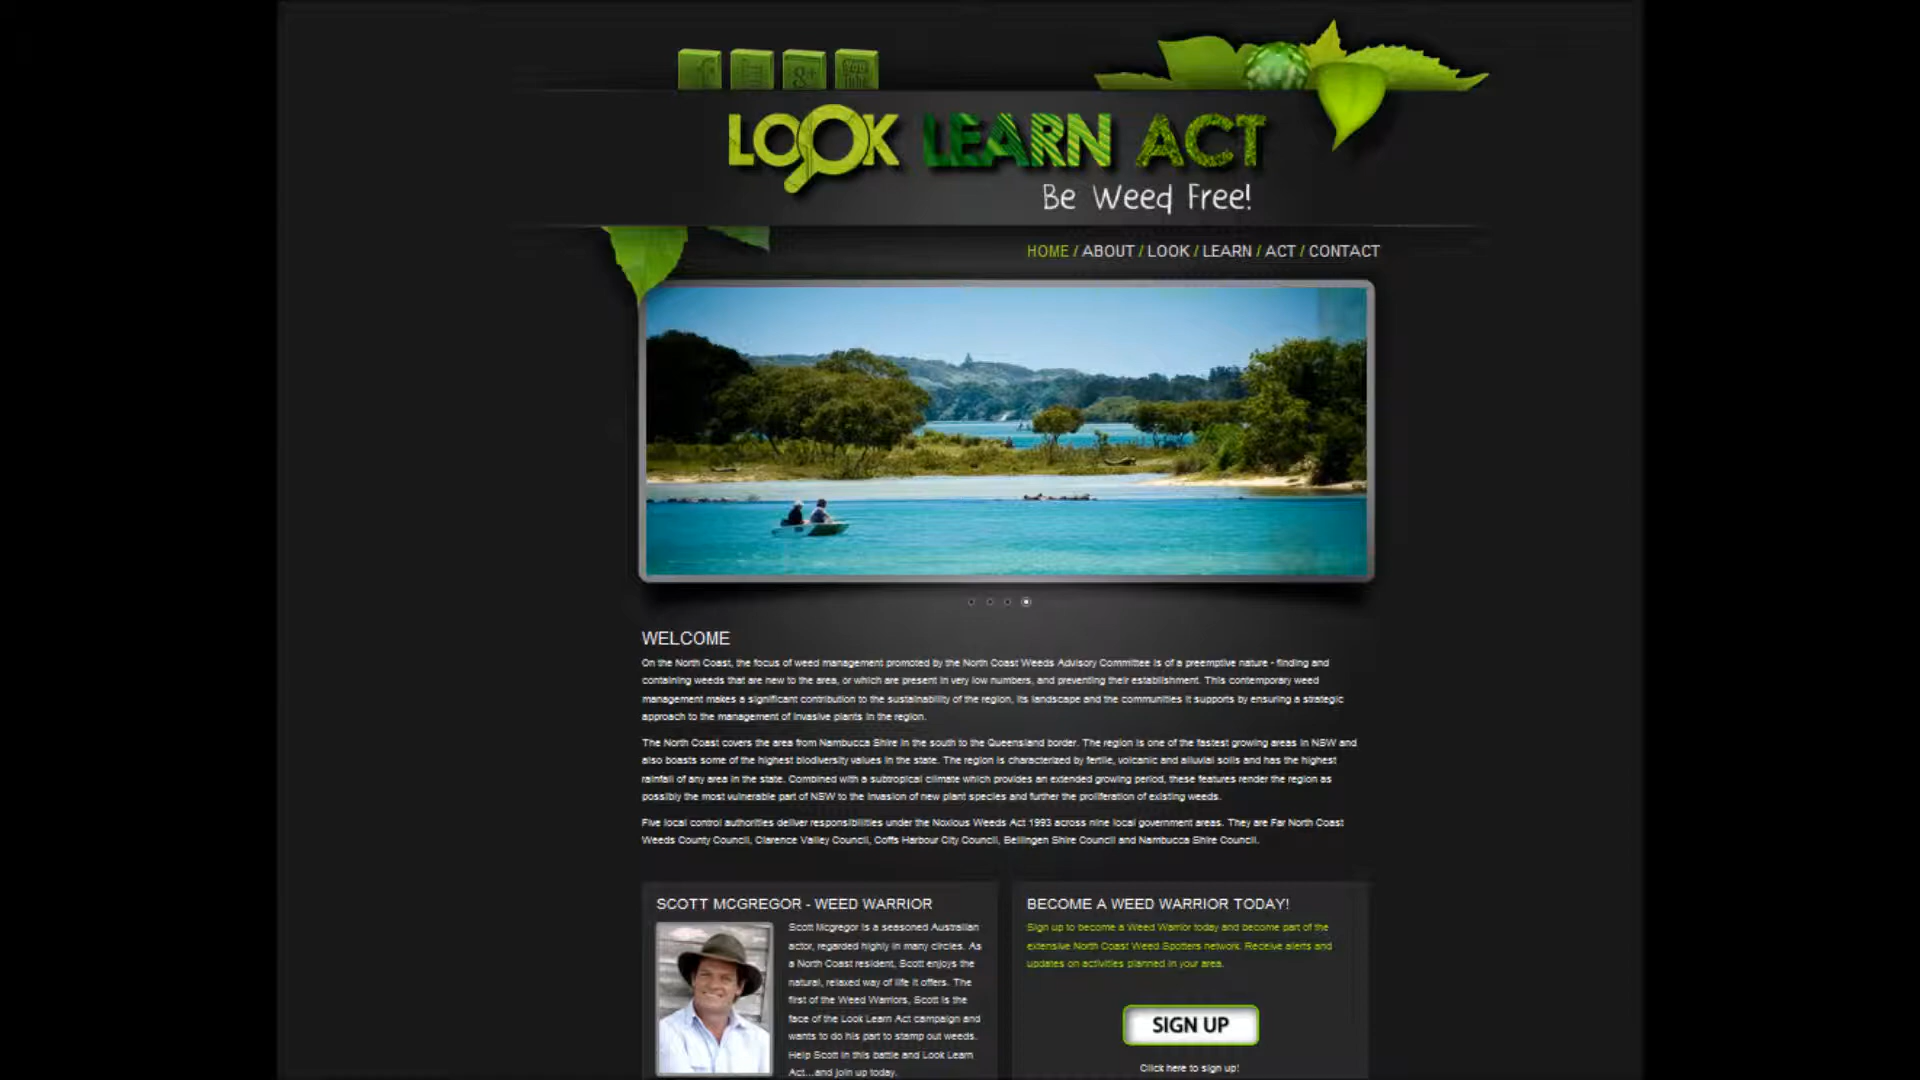 g+
You
Tube
LOOK LEARN ACT
Be Weed Free!
HOME / ABOUT / LOOK / LEARN / ACT / CONTACT
WELCOME
On the North Coast, the focus of weed management promoted by the North Coast Weeds Advisory Committee is of a preemptive nature - finding and
containing weeds that are new to the area, or which are present in very low numbers, and preventing their establishment. This contemporary weed
management makes a significant contribution to the sustainability of the region, its landscape and the communities it supports by ensuring a strategic
approach to the management of invasive plants in the region.
The North Coast covers the area from Nambucca Shire in the south to the Queensland border. The region is one of the fastest growing areas in NSW and
also boasts some of the highest biodiversity values in the state. The region is characterized by fertile, volcanic and alluvial soils and has the highest
rainfall of any area in the state. Combined with a subtropical climate which provides an extended growing period, these features render the region as
possibly the most vulnerable part of NSW to the invasion of new plant species and further the proliferation of existing weeds.
Five local control authorities deliver responsibilities under the Noxious Weeds Act 1993 across nine local government areas. They are Far North Coast
Weeds County Council, Clarence Valley Council, Coffs Harbour City Council, Bellingen Shire Council and Nambucca Shire Council.
SCOTT MCGREGOR - WEED WARRIOR
Scott Mcgregor is a seasoned Australian
actor, regarded highly in many circles. As
a North Coast resident, Scott enjoys the
natural, relaxed way of life it offers. The
first of the Weed Warriors, Scott is the
face of the Look Learn Act campaign and
wants to do his part to stamp out weeds.
Help Scott in this battle and Look Learn
Act...and join up today.
BECOME A WEED WARRIOR TODAY!
Sign up to become a Weed Warrior today and become part of the
extensive North Coast Weed Spotters network. Receive alerts and
updates on activities planned in your area.
SIGN UP
Click here to sign up!